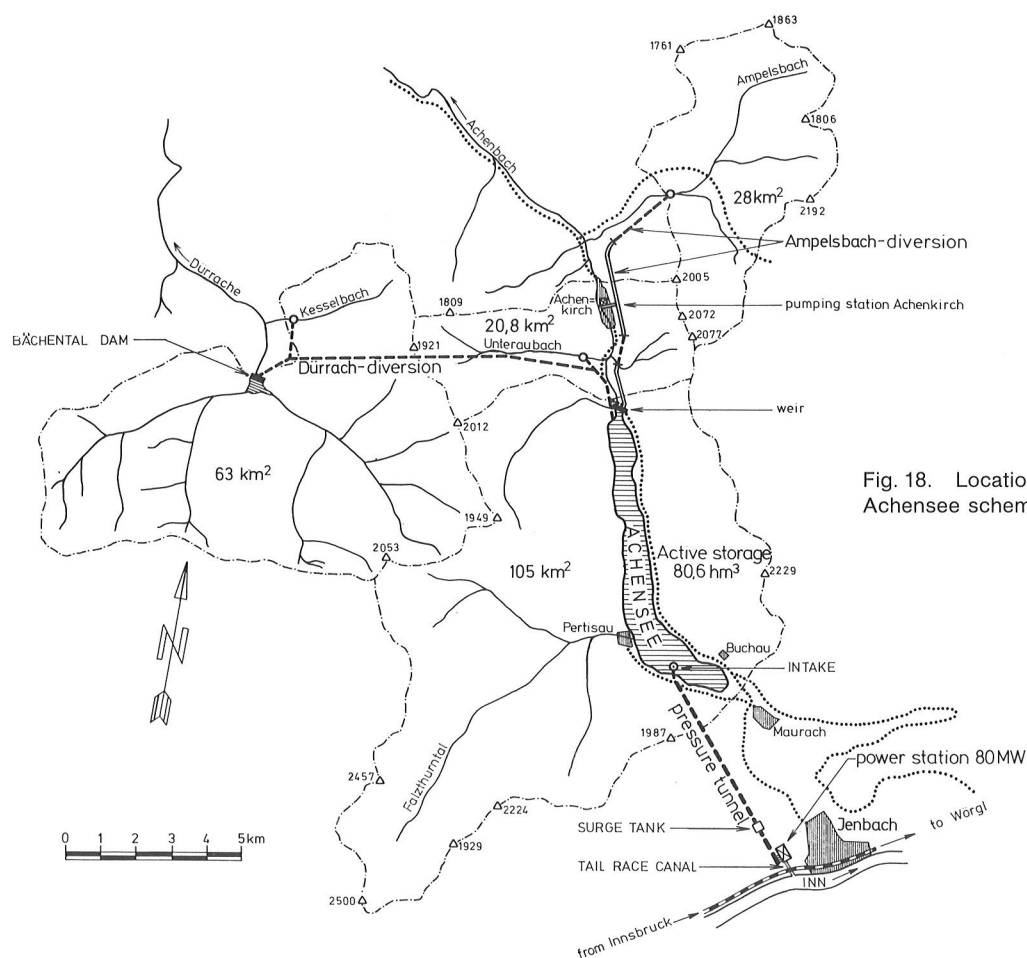 1863
1761
Ampelsbach
1806
Achenbach
28km²
2192
Ampelsbach-diversion
Dürrache
2005
Kesselbach
Achen=
kirch
pumping station Achenkirch
1809
2072
20,8 km²
2077
BÄCHENTAL DAM
1921
Unteraubach
Dürrach-diversion
weir
2012
63 km²
Fig. 18. Locatio
Achensee schem
1949
ACHENSEE
2053
Active storage
80,6 hm³
2229
105 km²
N
Pertisau
Buchau
INTAKE
Maurach
1987
pressure tunnel
power station 80MW
2457
Falzthurntal
2224
SURGE TANK
Jenbach
to Wörgl
0 1 2 3 4 5km
1929
TAIL RACE CANAL
INN
2500
from Innsbruck